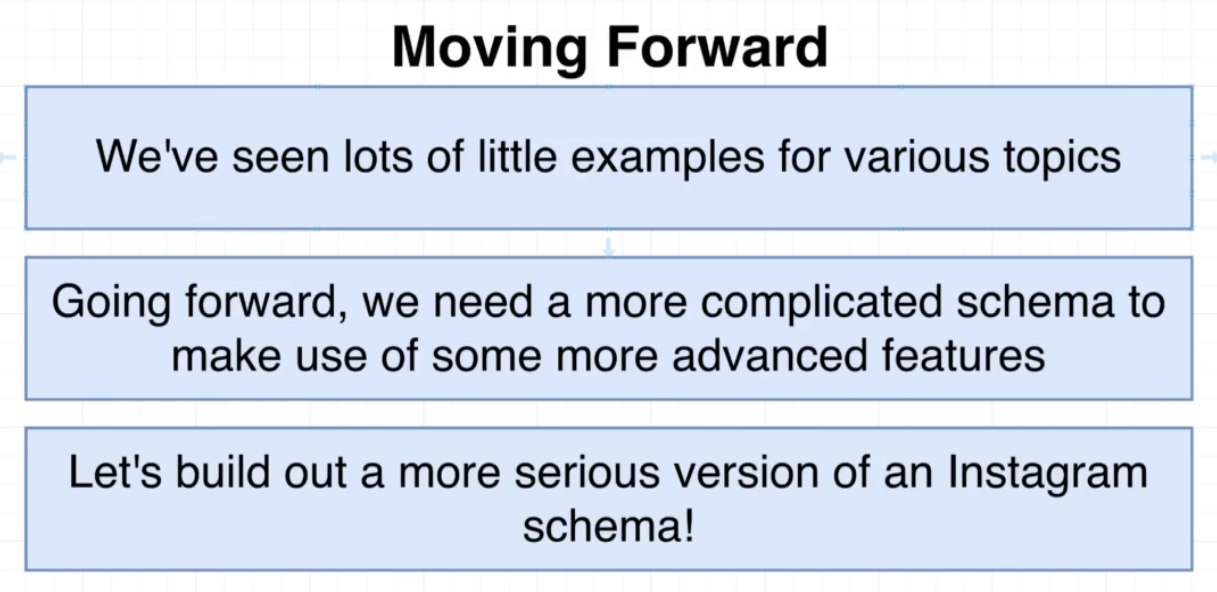 Moving Forward
We've seen lots of little examples for various topics
Going forward, we need a more complicated schema to
make use of some more advanced features
Let's build out a more serious version of an Instagram
schema!